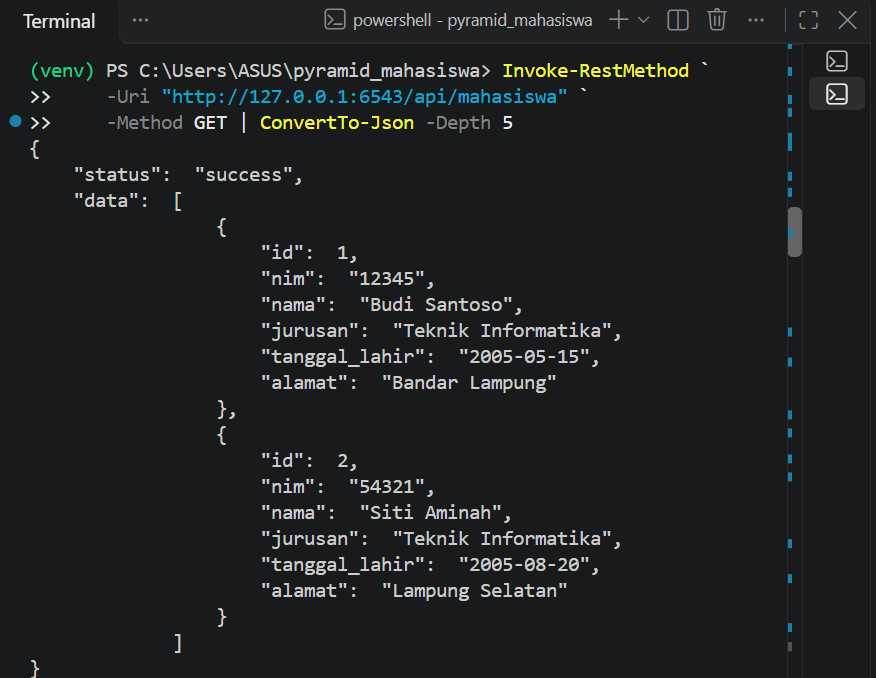 Terminal ··· powershell - pyramid_mahasiswa ···
(venv) PS C:\Users\ASUS\pyramid_mahasiswa> Invoke-RestMethod `
>> -Uri "http://127.0.0.1:6543/api/mahasiswa" `
>> -Method GET | ConvertTo-Json -Depth 5
{
    "status":  "success",
    "data":  [
                 {
                     "id":  1,
                     "nim":  "12345",
                     "nama":  "Budi Santoso",
                     "jurusan":  "Teknik Informatika",
                     "tanggal_lahir":  "2005-05-15",
                     "alamat":  "Bandar Lampung"
                 },
                 {
                     "id":  2,
                     "nim":  "54321",
                     "nama":  "Siti Aminah",
                     "jurusan":  "Teknik Informatika",
                     "tanggal_lahir":  "2005-08-20",
                     "alamat":  "Lampung Selatan"
                 }
             ]
}